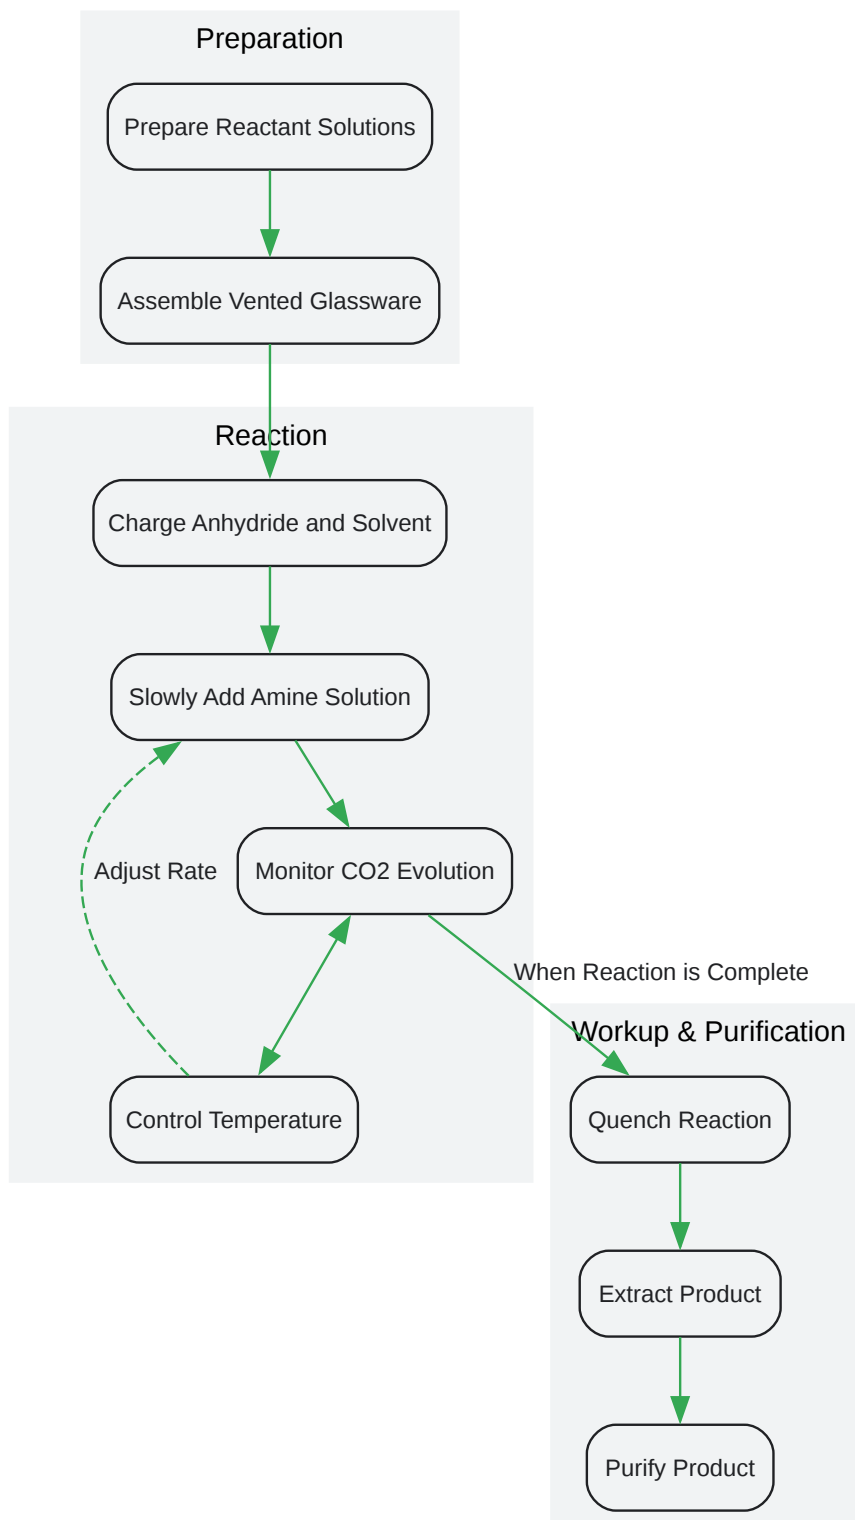 Preparation
Prepare Reactant Solutions
Assemble Vented Glassware
Reaction
Charge Anhydride and Solvent
Slowly Add Amine Solution
Adjust Rate
Monitor CO2 Evolution
When Reaction is Complete
Workup & Purification
Control Temperature
Quench Reaction
Extract Product
Purify Product